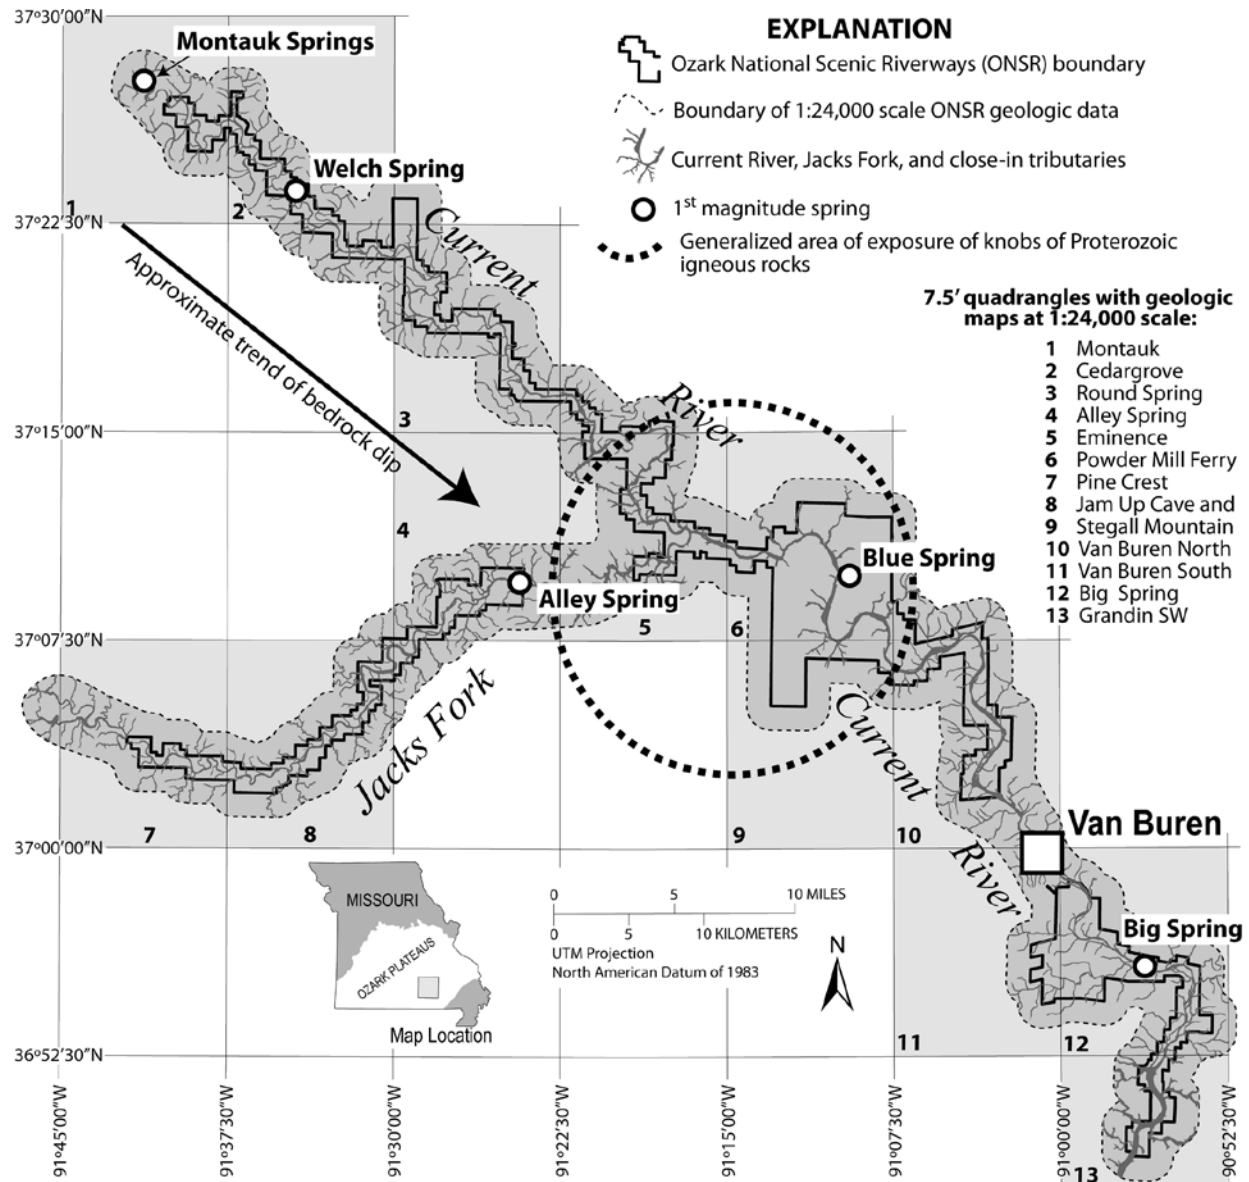 37°30'00"N
Montauk Springs
EXPLANATION
Ozark National Scenic Riverways (ONSR) boundary
Boundary of 1:24,000 scale ONSR geologic data
Current River, Jacks Fork, and close-in tributaries
1st magnitude spring
Generalized area of exposure of knobs of Proterozoic
igneous rocks
7.5' quadrangles with geologic
maps at 1:24,000 scale:
1 Montauk
2 Cedargrove
3 Round Spring
4 Alley Spring
5 Eminence
6 Powder Mill Ferry
7 Pine Crest
8 Jam Up Cave and
9 Stegall Mountain
10 Van Buren North
11 Van Buren South
12 Big Spring
13 Grandin SW
Welch Spring
1
2
37°22'30"N
Current
Approximate trend of bedrock dip
3
River
37°15'00"N
4
Blue Spring
Alley Spring
5
6
37°07'30"N
Jacks Fork
Current
7
8
9
10
Van Buren
37°00'00"N
River
MISSOURI
OZARK PLATEAUS
Map Location
0 5 10 MILES
0 5 10 KILOMETERS
UTM Projection
North American Datum of 1983
N
Big Spring
11
12
36°52'30"N
13
91°45'00"W
91°37'30"W
91°30'00"W
91°22'30"W
91°15'00"W
91°07'30"W
91°00'00"W
90°52'30"W